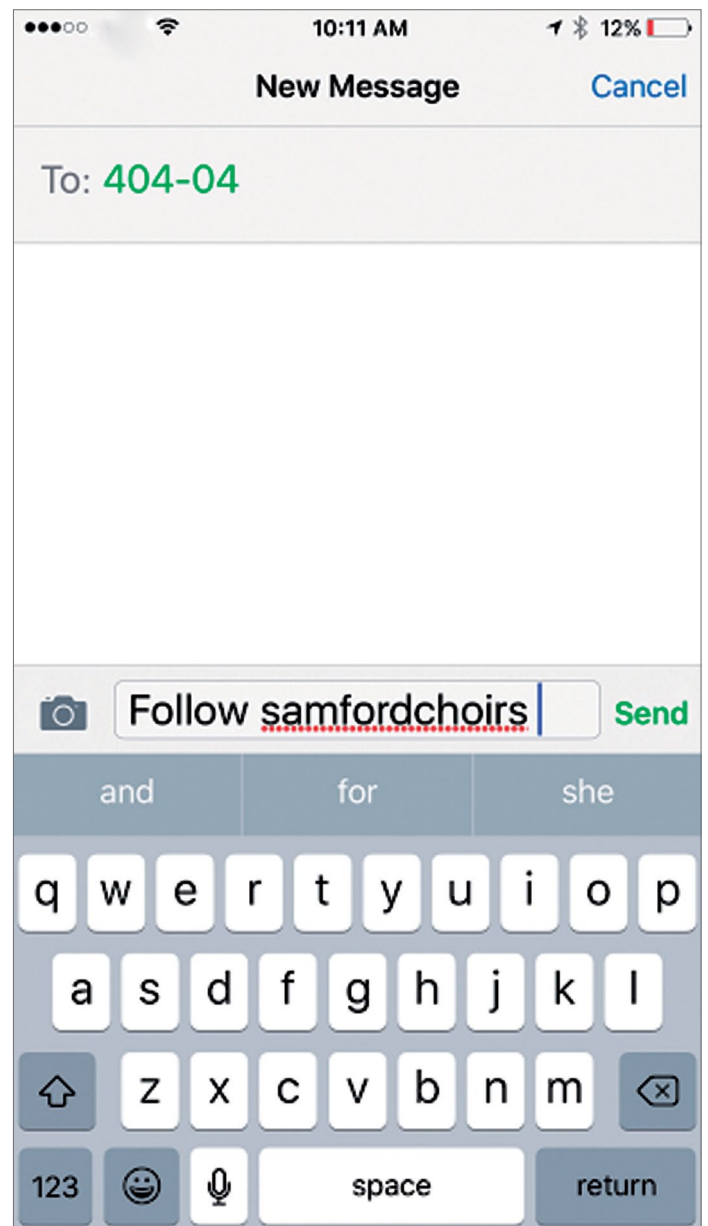 10:11 AM 12%
New Message Cancel
To: 404-04
Follow samfordchoirs Send
and for she
q w e r t y u i o p
a s d f g h j k l
z x c v b n m
123 space return